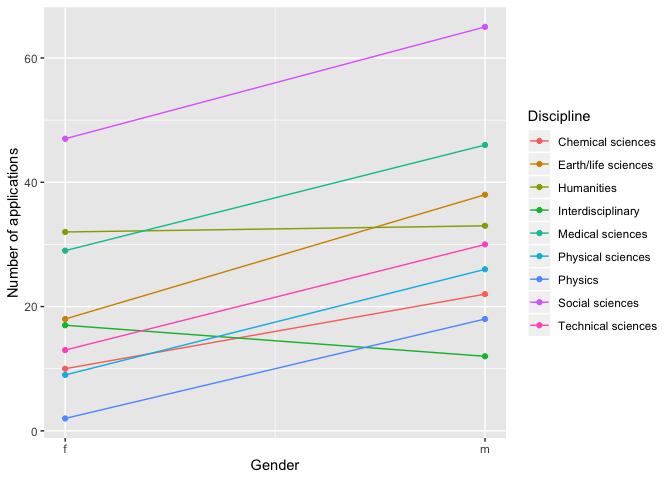 Number of applications
60
40
20
0
f
m
Gender
Discipline
Chemical sciences
Earth/life sciences
Humanities
Interdisciplinary
Medical sciences
Physical sciences
Physics
Social sciences
Technical sciences